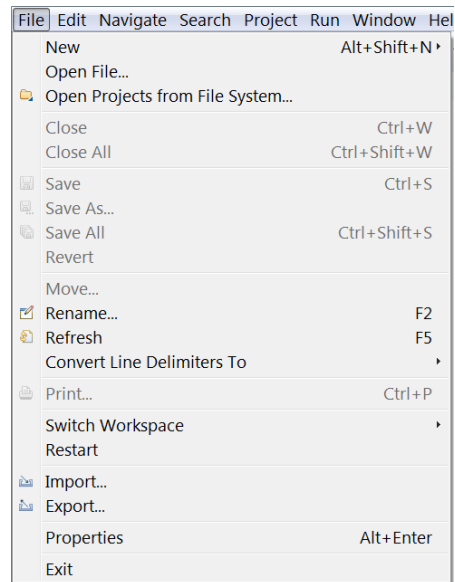 File Edit Navigate Search Project Run Window Hel
New Alt+Shift+N
Open File...
Open Projects from File System...
Close Ctrl+W
Close All Ctrl+Shift+W
Save Ctrl+S
Save As...
Save All Ctrl+Shift+S
Revert
Move...
Rename... F2
Refresh F5
Convert Line Delimiters To
Print... Ctrl+P
Switch Workspace
Restart
Import...
Export...
Properties Alt+Enter
Exit